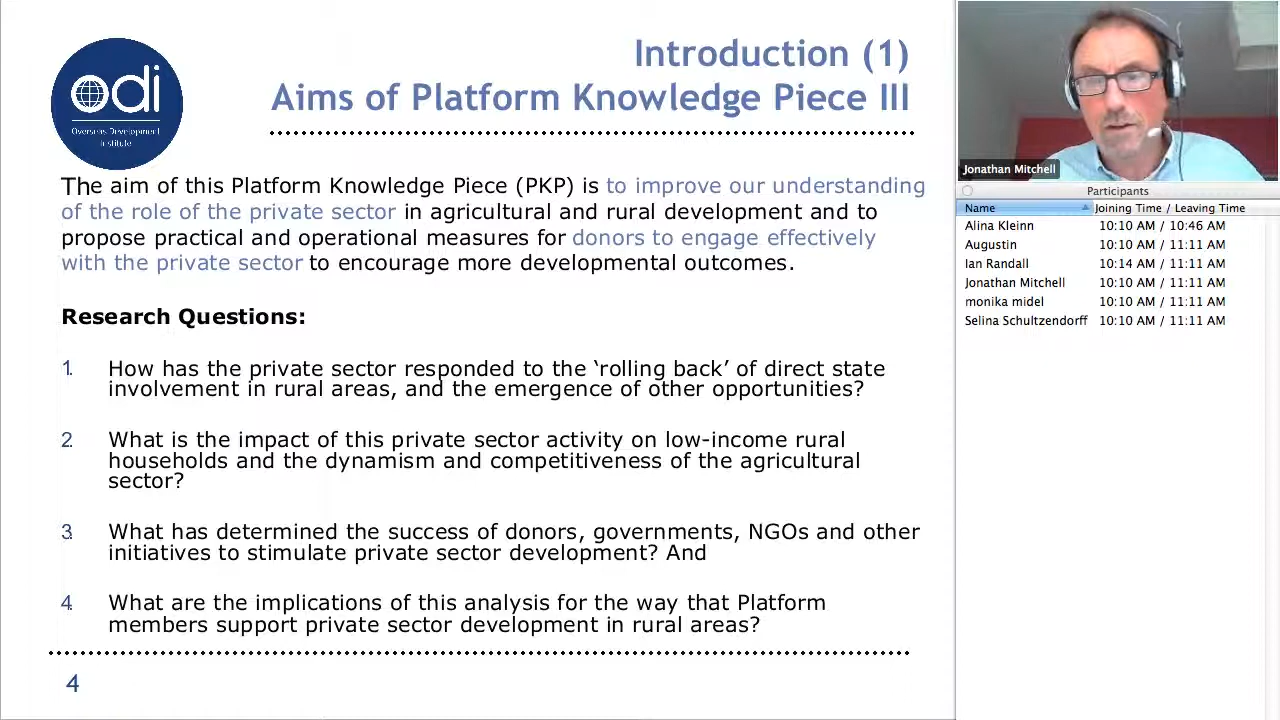 Introduction (1)
Aims of Platform Knowledge Piece III
odi
Overseas Development
Institute
The aim of this Platform Knowledge Piece (PKP) is to improve our understanding
of the role of the private sector in agricultural and rural development and to
propose practical and operational measures for donors to engage effectively
with the private sector to encourage more developmental outcomes.
Research Questions:
1. How has the private sector responded to the ‘rolling back’ of direct state
involvement in rural areas, and the emergence of other opportunities?
2. What is the impact of this private sector activity on low-income rural
households and the dynamism and competitiveness of the agricultural
sector?
3. What has determined the success of donors, governments, NGOs and other
initiatives to stimulate private sector development? And
4. What are the implications of this analysis for the way that Platform
members support private sector development in rural areas?
4
Jonathan Mitchell
Participants
Name Joining Time / Leaving Time
Alina Kleinn 10:10 AM / 10:46 AM
Augustin 10:10 AM / 11:11 AM
Ian Randall 10:14 AM / 11:11 AM
Jonathan Mitchell 10:10 AM / 11:11 AM
monika midel 10:10 AM / 11:11 AM
Selina Schultzendorff 10:10 AM / 11:11 AM